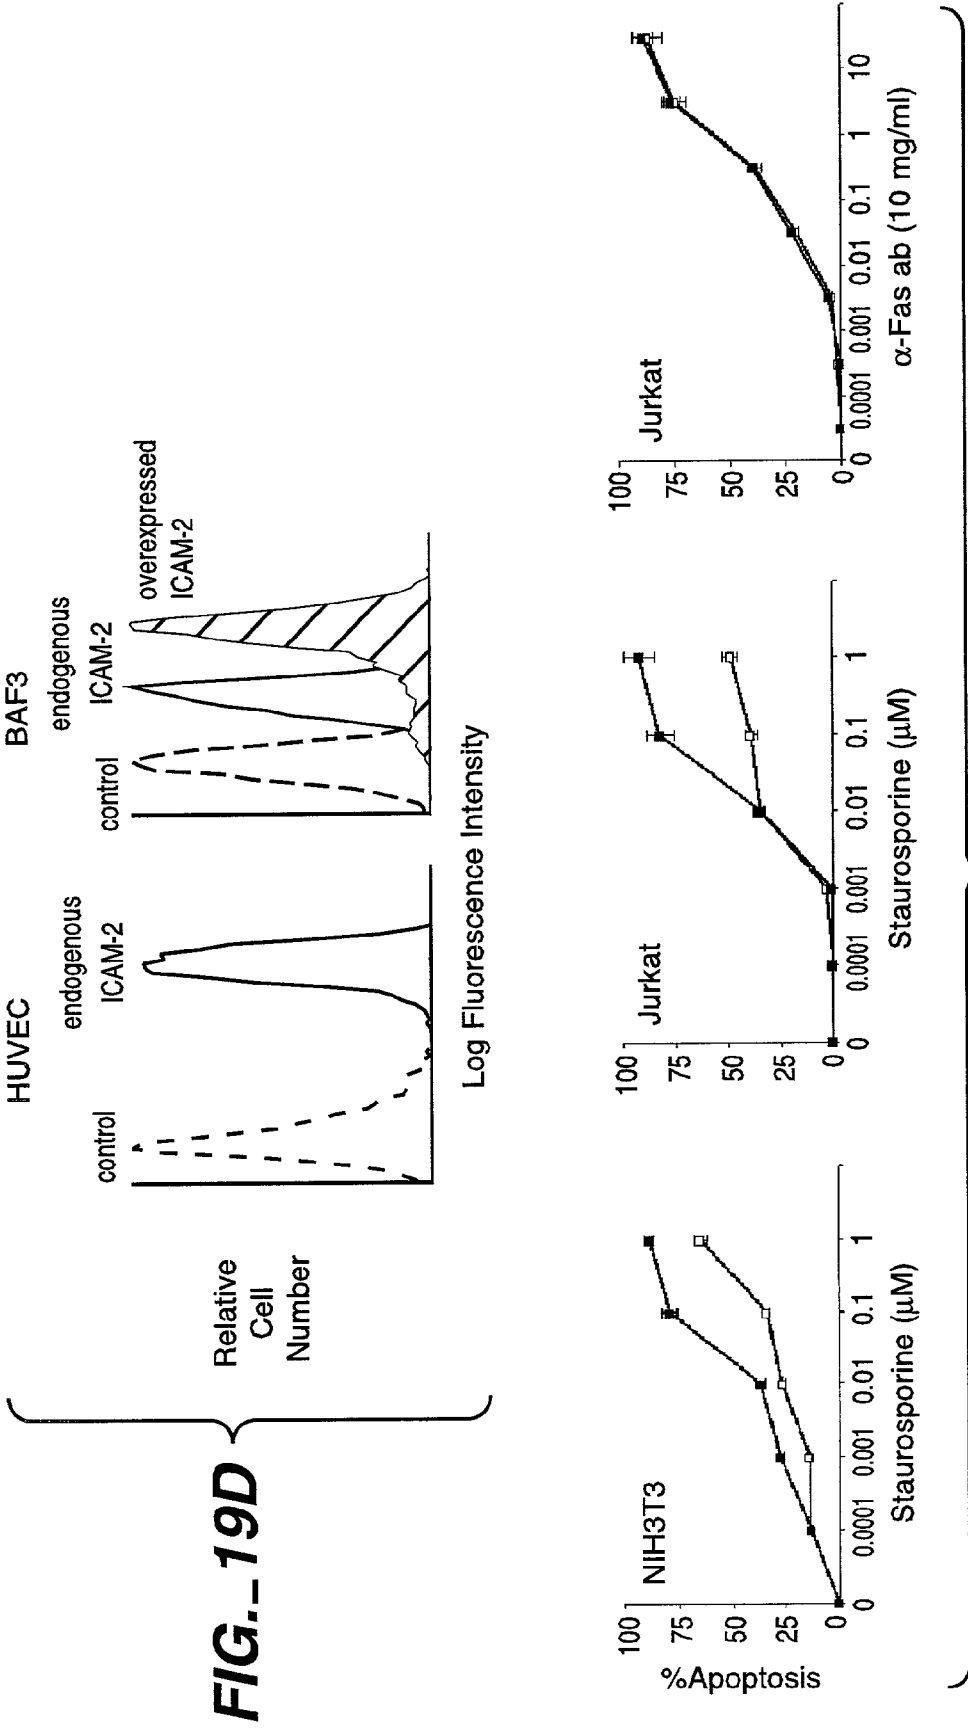 FIG._19D
HUVEC
BAF3
control
endogenous
ICAM-2
control
endogenous
ICAM-2
overexpressed
ICAM-2
Relative
Cell
Number
Log Fluorescence Intensity
%Apoptosis
NIH3T3
100
75
50
25
0
0 0.0001 0.001 0.01 0.1 1
Staurosporine (μM)
Jurkat
100
75
50
25
0
0 0.0001 0.001 0.01 0.1 1
Staurosporine (μM)
Jurkat
100
75
50
25
0
0 0.0001 0.001 0.01 0.1 1 10
α-Fas ab (10 mg/ml)